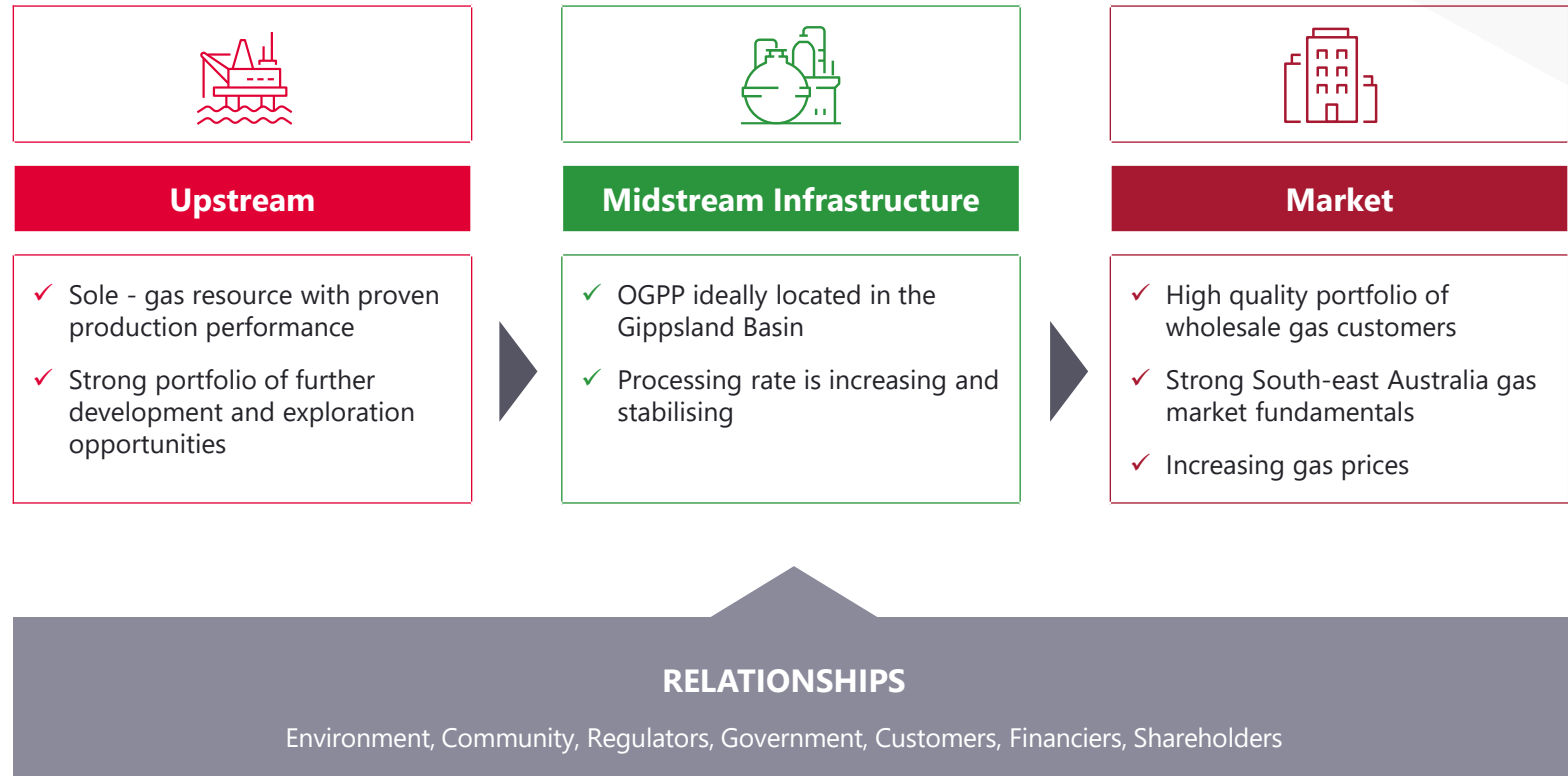 Upstream
Sole - gas resource with proven
production performance
Strong portfolio of further
development and exploration
opportunities
Midstream Infrastructure
OGPP ideally located in the
Gippsland Basin
Processing rate is increasing and
stabilising
Market
High quality portfolio of
wholesale gas customers
Strong South-east Australia gas
market fundamentals
Increasing gas prices
RELATIONSHIPS
Environment, Community, Regulators, Government, Customers, Financiers, Shareholders